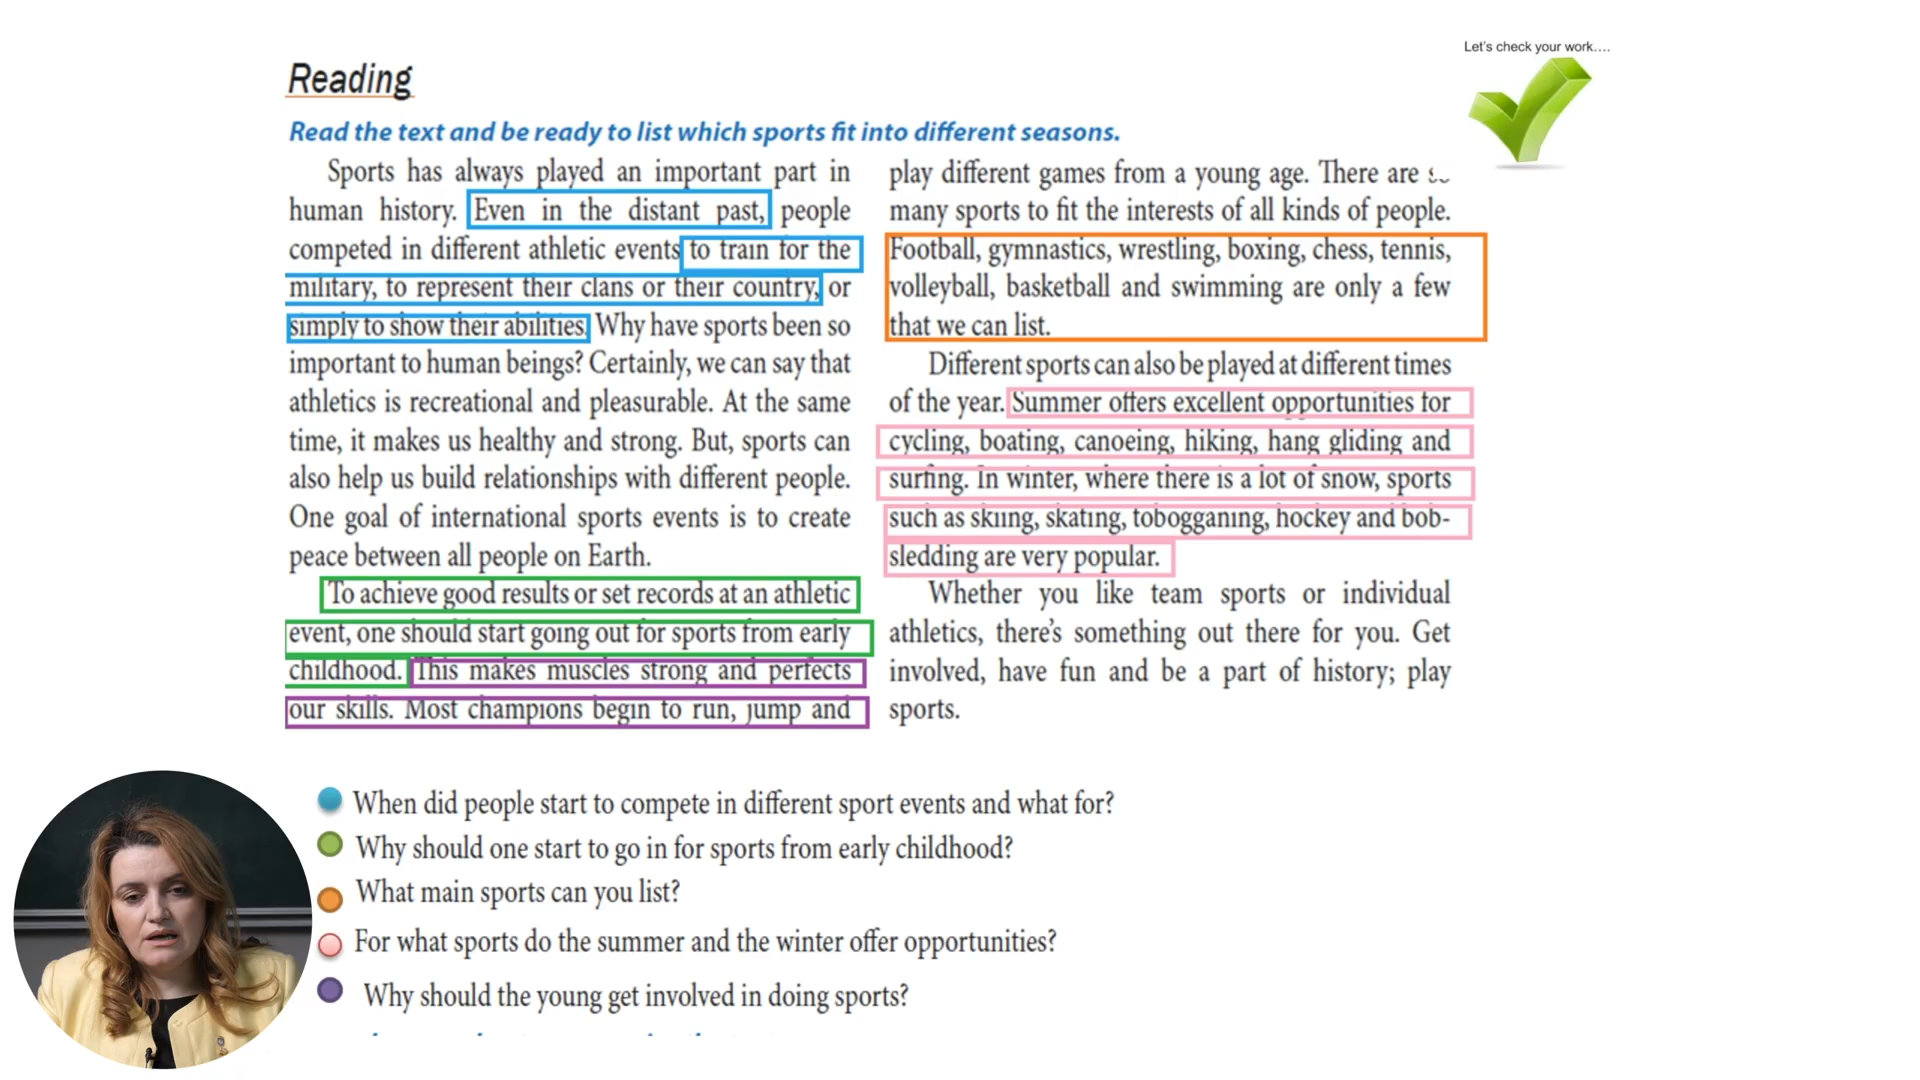 Let's check your work....
Reading
Read the text and be ready to list which sports fit into different seasons.
Sports has always played an important part in
human history. Even in the distant past, people
competed in different athletic events to train for the
military, to represent their clans or their country, or
simply to show their abilities. Why have sports been so
important to human beings? Certainly, we can say that
athletics is recreational and pleasurable. At the same
time, it makes us healthy and strong. But, sports can
also help us build relationships with different people.
One goal of international sports events is to create
peace between all people on Earth.
To achieve good results or set records at an athletic
event, one should start going out for sports from early
childhood. This makes muscles strong and perfects
our skills. Most champions begin to run, jump and
play different games from a young age. There are
many sports to fit the interests of all kinds of people.
Football, gymnastics, wrestling, boxing, chess, tennis,
volleyball, basketball and swimming are only a few
that we can list.
Different sports can also be played at different times
of the year. Summer offers excellent opportunities for
cycling, boating, canoeing, hiking, hang gliding and
surfing. In winter, where there is a lot of snow, sports
such as skiing, skating, tobogganing, hockey and bob-
sledding are very popular.
Whether you like team sports or individual
athletics, there's something out there for you. Get
involved, have fun and be a part of history; play
sports.
When did people start to compete in different sport events and what for?
Why should one start to go in for sports from early childhood?
What main sports can you list?
For what sports do the summer and the winter offer opportunities?
Why should the young get involved in doing sports?